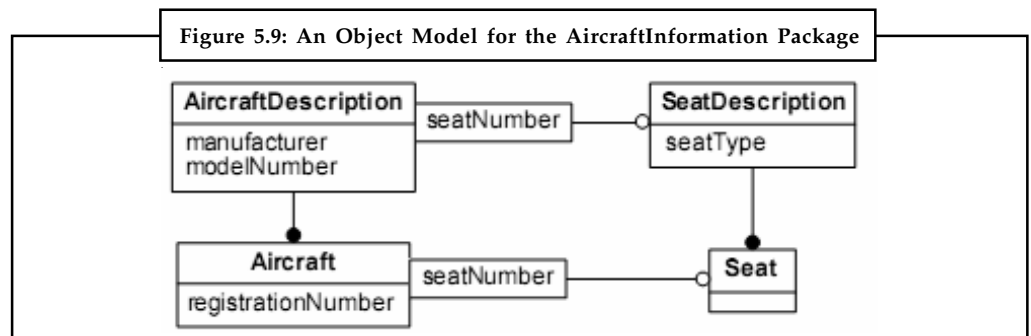 Figure 5.9: An Object Model for the AircraftInformation Package
AircraftDescription
manufacturer
modelNumber
seatNumber
SeatDescription
seatType
Aircraft
registrationNumber
seatNumber
Seat